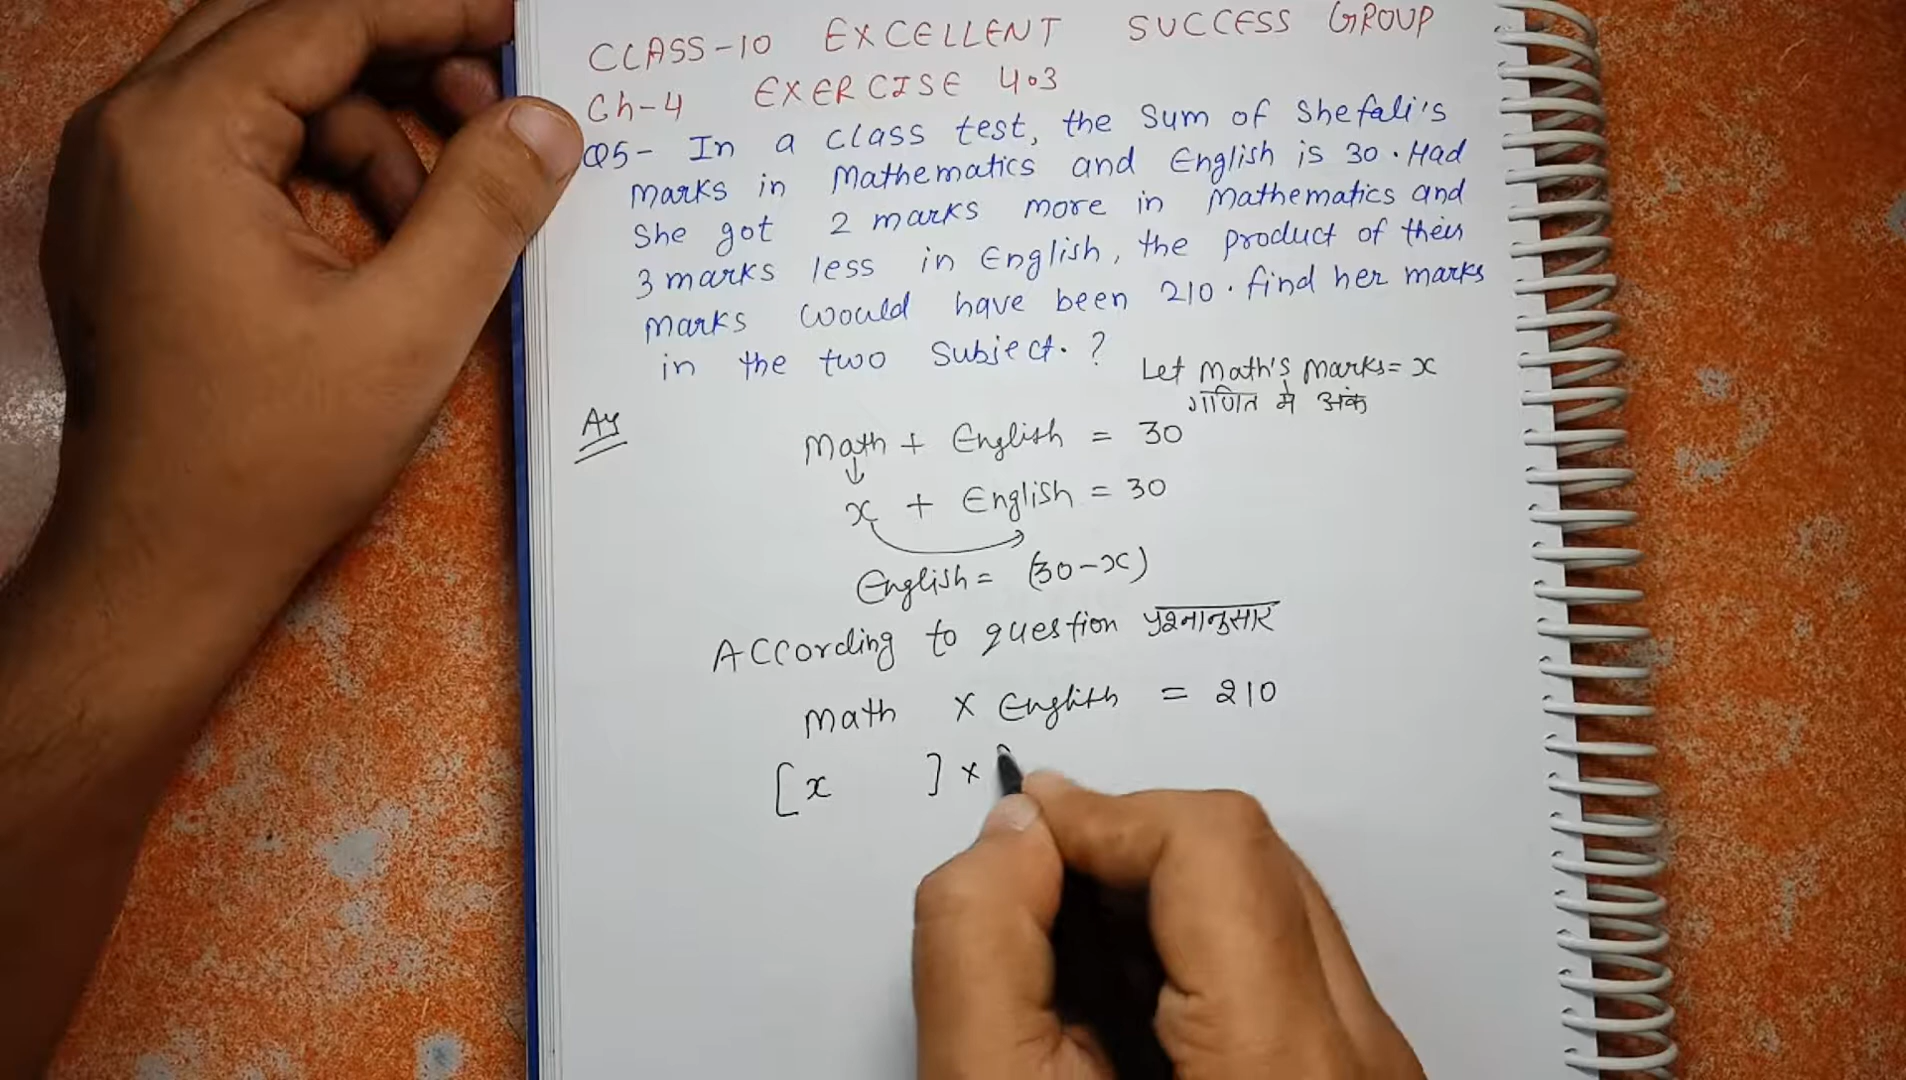 CLASS-10 EXCELLENT SUCCESS GROUP
Ch-4 EXERCISE 4.3
Q5- In a class test, the sum of Shefali's
marks in Mathematics and English is 30. Had
She got 2 marks more in Mathematics and
3 marks less in English, the product of their
marks would have been 210. find her marks
in the two subject. ?
Let Math's marks = x
गणित मे अंक
Math + English = 30
x + English = 30
English = (30-x)
According to question प्रश्नानुसार
math × English = 210
[x ] ×